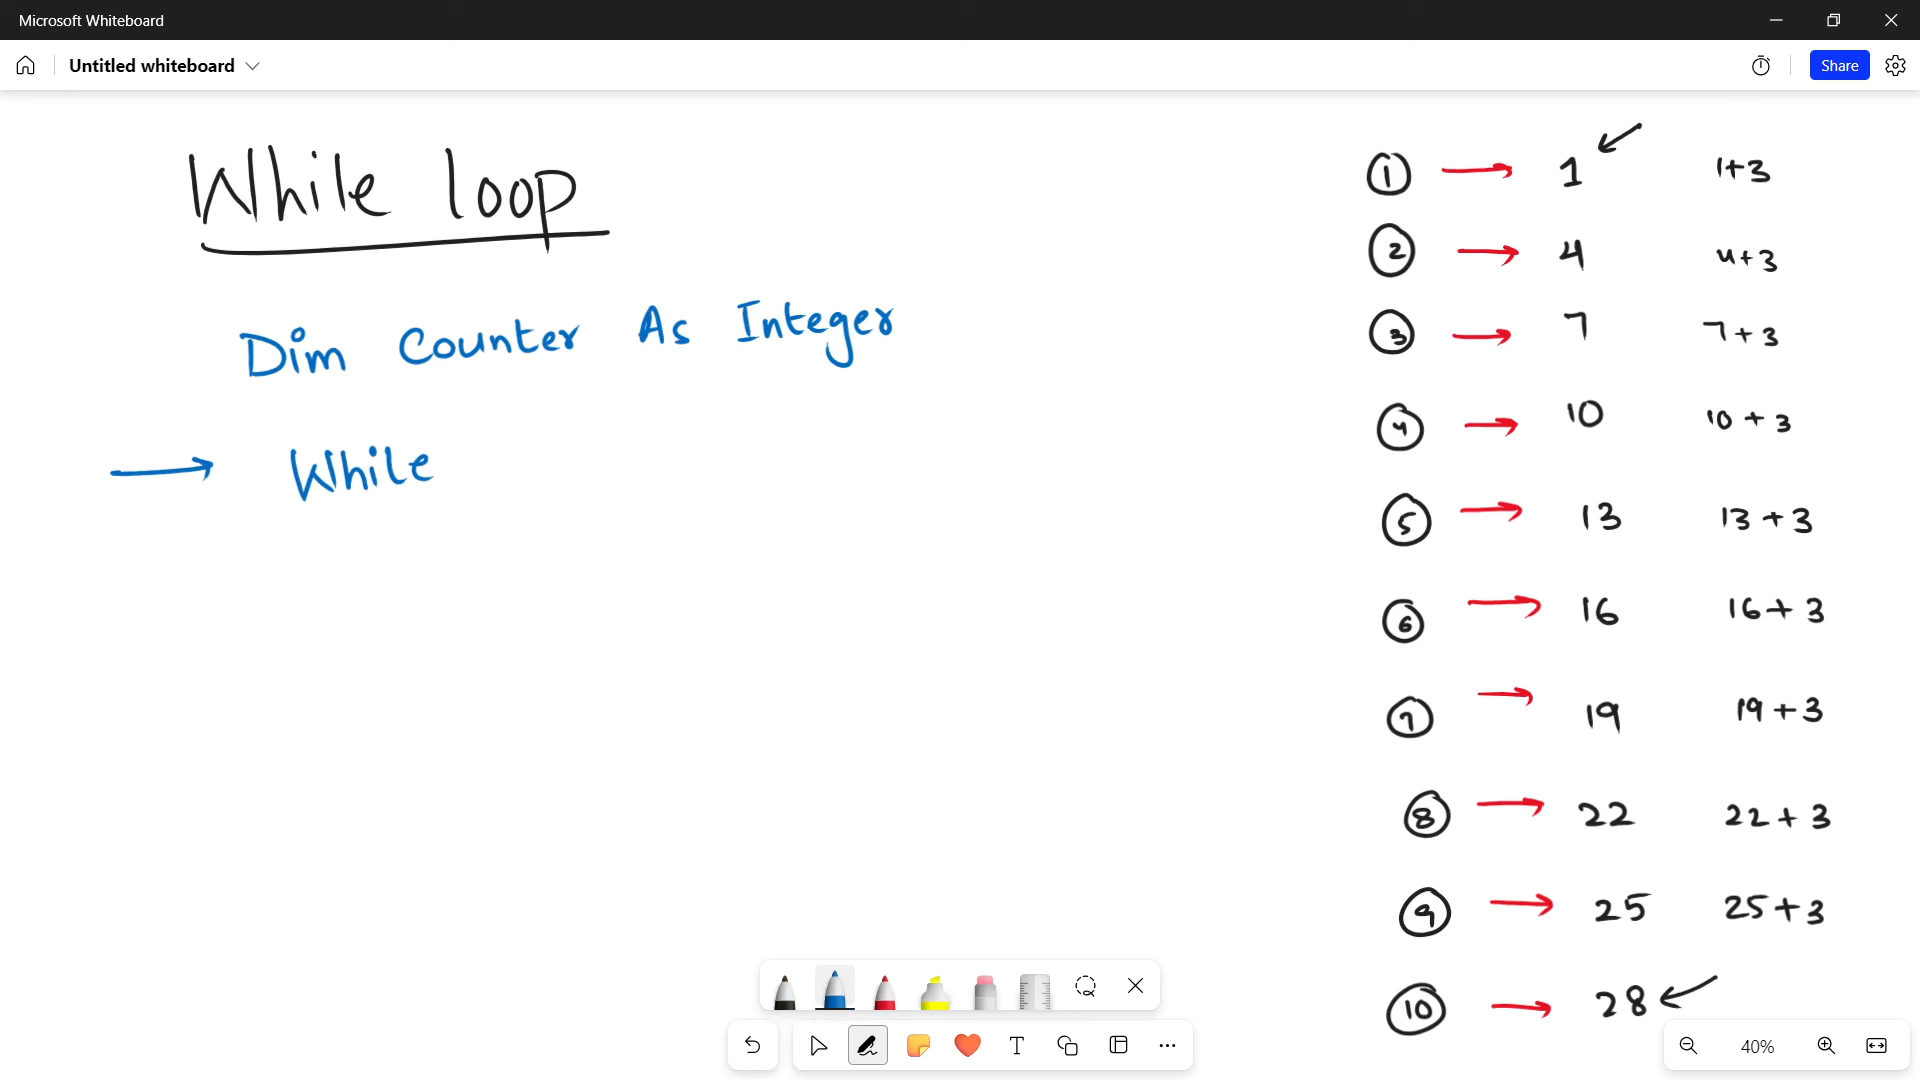 Microsoft Whiteboard
Untitled whiteboard
Share
While loop
Dim Counter As Integer
While
1 1 1+3
2 4 4+3
3 7 7+3
4 10 10+3
5 13 13+3
6 16 16+3
7 19 19+3
8 22 22+3
9 25 25+3
10 28
40%